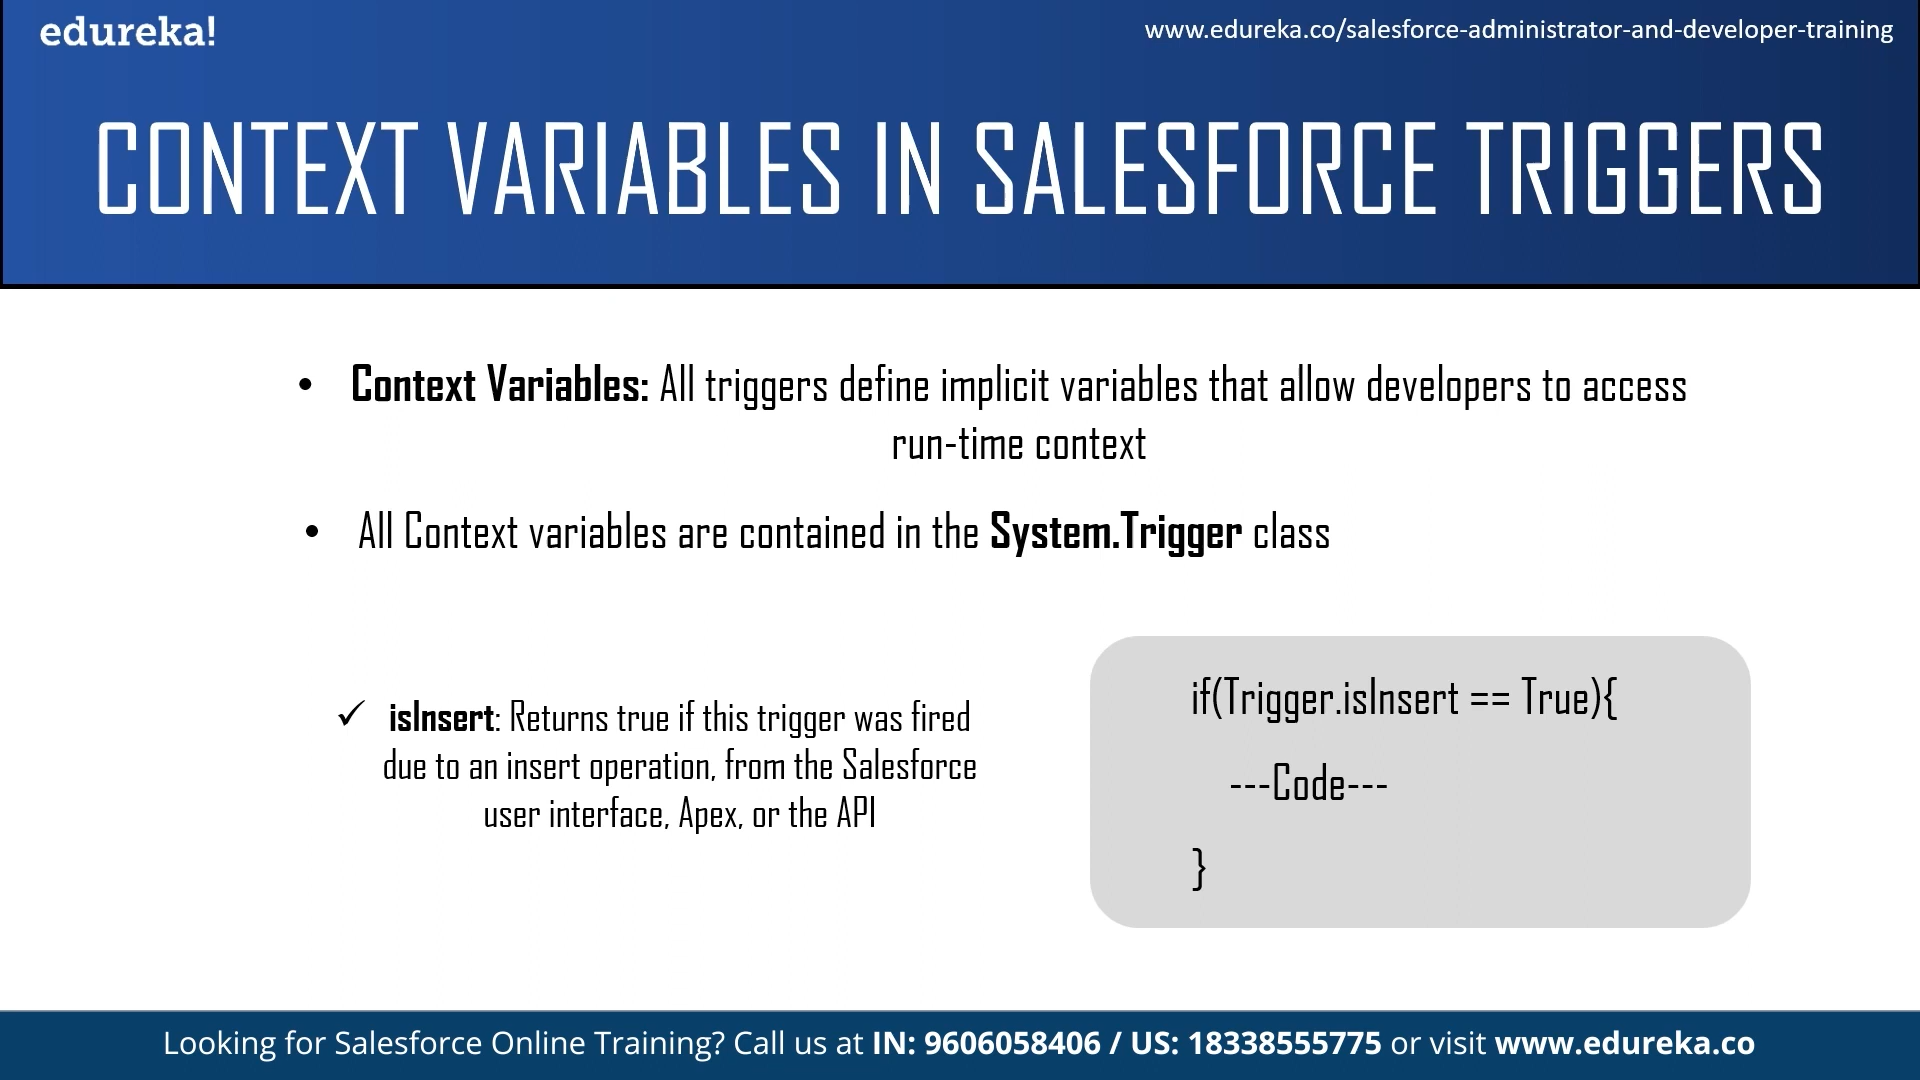 edureka!
www.edureka.co/salesforce-administrator-and-developer-training
CONTEXT VARIABLES IN SALESFORCE TRIGGERS
• Context Variables: All triggers define implicit variables that allow developers to access
run-time context
• All Context variables are contained in the System.Trigger class
✓ isInsert: Returns true if this trigger was fired
due to an insert operation, from the Salesforce
user interface, Apex, or the API
if(Trigger.isInsert == True){
---Code---
}
Looking for Salesforce Online Training? Call us at IN: 9606058406 / US: 18338555775 or visit www.edureka.co